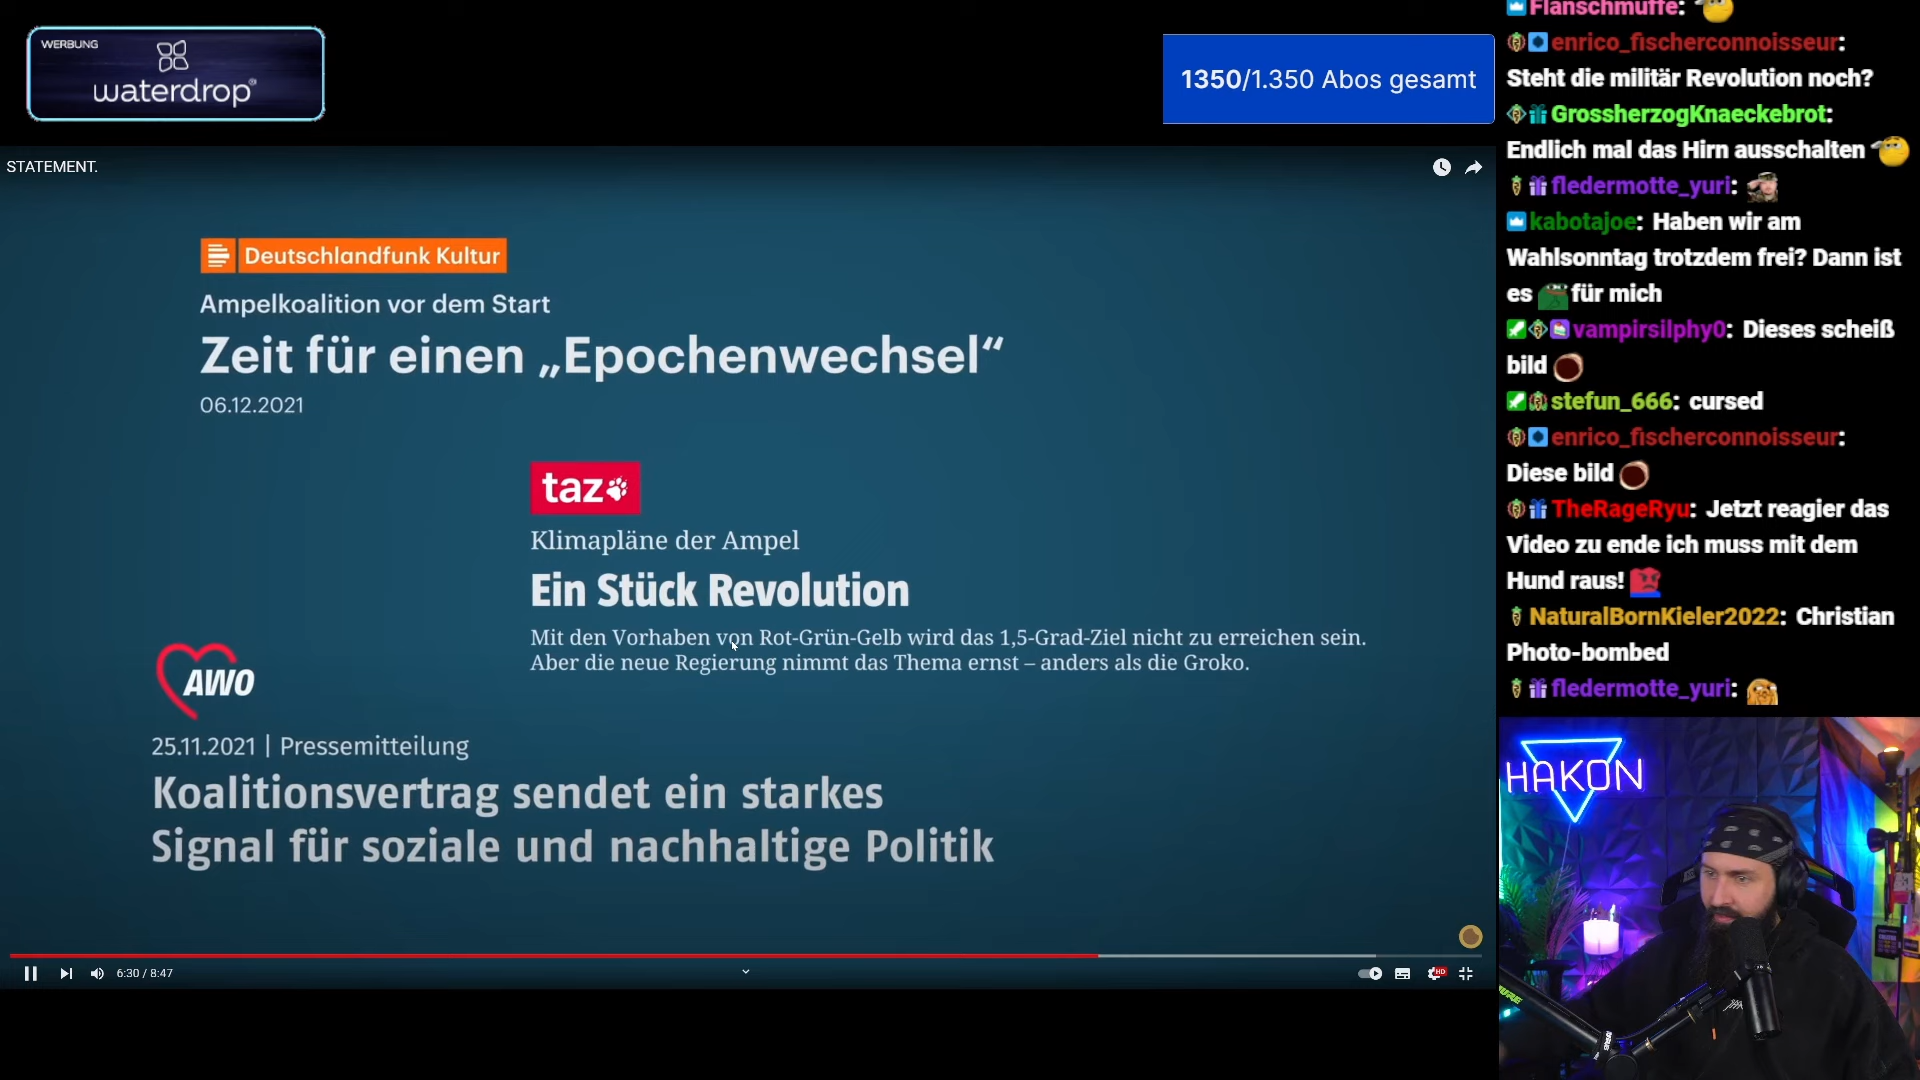 WERBUNG
waterdrop®
1350/1.350 Abos gesamt
STATEMENT.
Deutschlandfunk Kultur
Ampelkoalition vor dem Start
Zeit für einen „Epochenwechsel“
06.12.2021
taz
Klimapläne der Ampel
Ein Stück Revolution
Mit den Vorhaben von Rot-Grün-Gelb wird das 1,5-Grad-Ziel nicht zu erreichen sein.
Aber die neue Regierung nimmt das Thema ernst – anders als die Groko.
AWO
25.11.2021 | Pressemitteilung
Koalitionsvertrag sendet ein starkes
Signal für soziale und nachhaltige Politik
6:30 / 8:47
HD
Flanschmuffe:
enrico_fischerconnoisseur:
Steht die militär Revolution noch?
GrossherzogKnaeckebrot:
Endlich mal das Hirn ausschalten
fledermotte_yuri:
kabotajoe: Haben wir am
Wahlsonntag trotzdem frei? Dann ist
es für mich
vampirsilphy0: Dieses scheiß
bild
stefun_666: cursed
enrico_fischerconnoisseur:
Diese bild
TheRageRyu: Jetzt reagier das
Video zu ende ich muss mit dem
Hund raus!
NaturalBornKieler2022: Christian
Photo-bombed
fledermotte_yuri:
HAKON